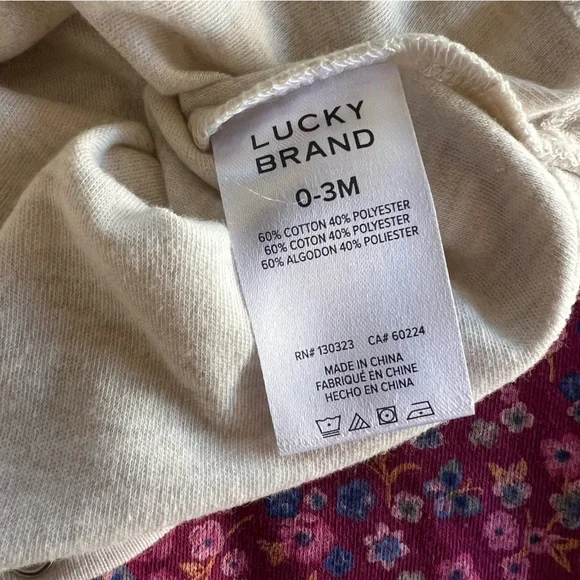 LUCKY
BRAND
0-3M
60% COTTON 40% POLYESTER
60% COTON 40% POLYESTER
60% ALGODON 40% POLIESTER
RN# 130323 CA# 60224
MADE IN CHINA
FABRIQUÉ EN CHINE
HECHO EN CHINA